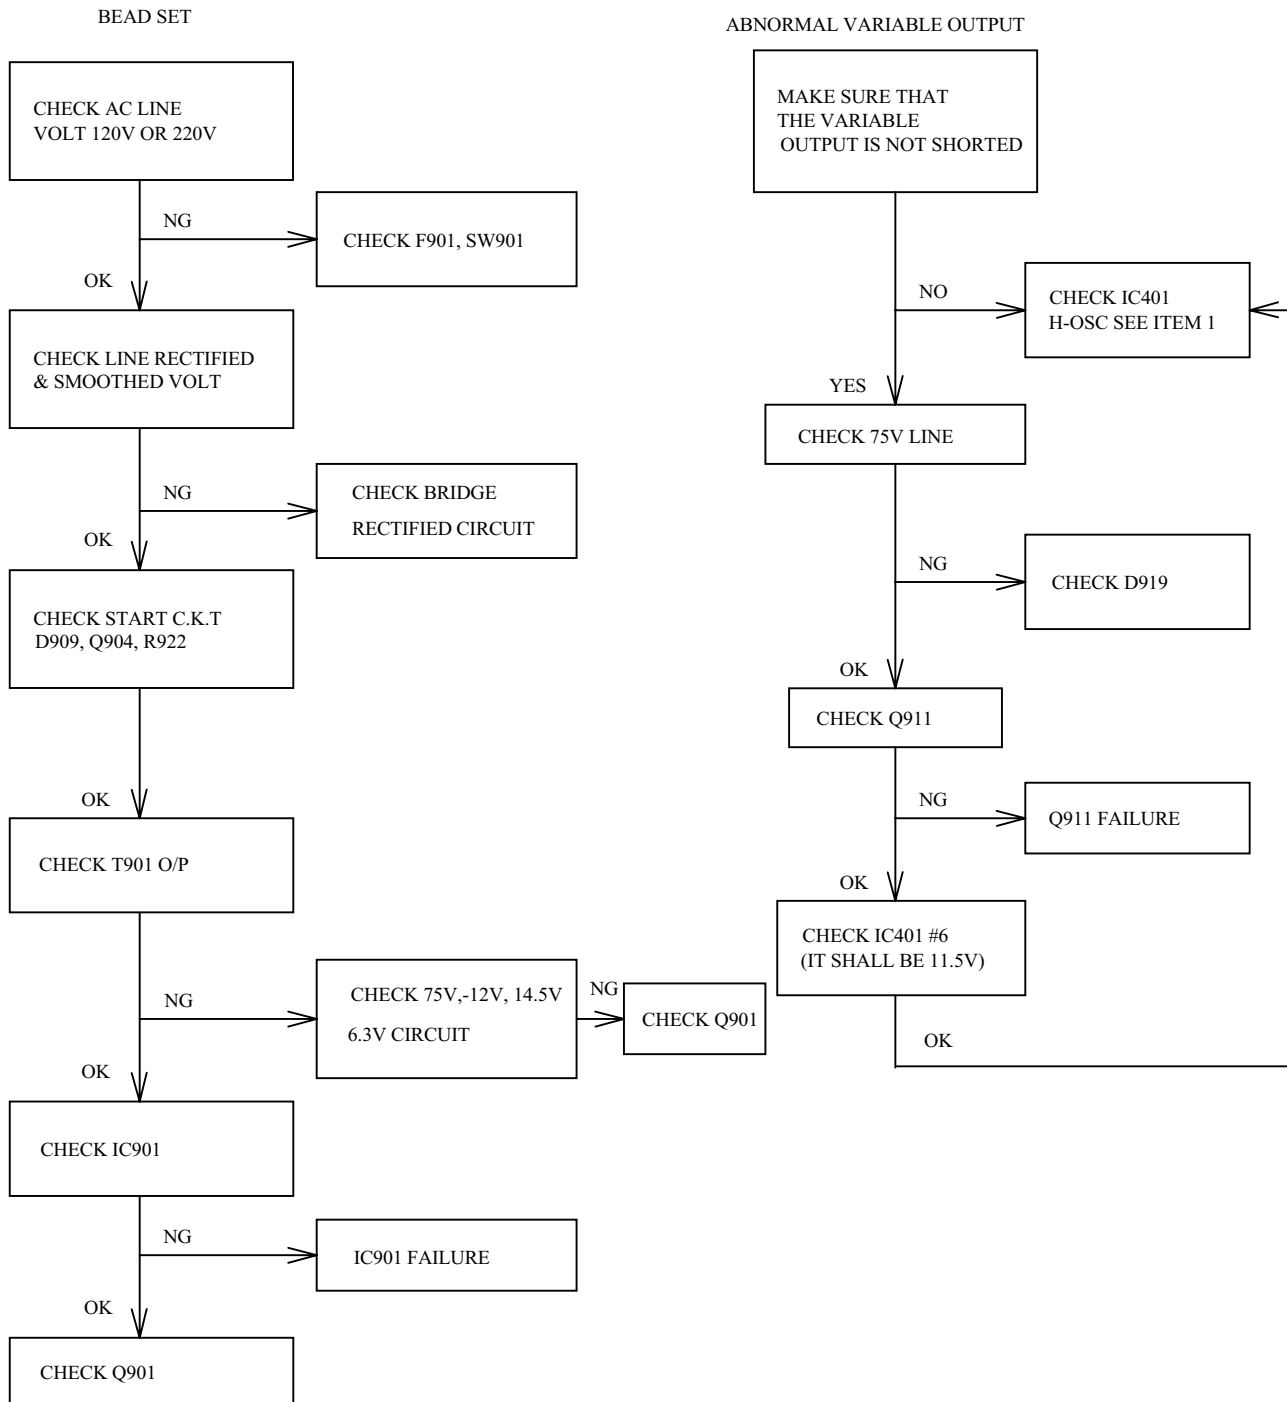 BEAD SET
CHECK AC LINE
VOLT 120V OR 220V
NG
CHECK F901, SW901
OK
CHECK LINE RECTIFIED
& SMOOTHED VOLT
NG
CHECK BRIDGE
RECTIFIED CIRCUIT
OK
CHECK START C.K.T
D909, Q904, R922
OK
CHECK T901 O/P
NG
CHECK 75V,-12V, 14.5V
6.3V CIRCUIT
NG
CHECK Q901
OK
CHECK IC901
NG
IC901 FAILURE
OK
CHECK Q901
ABNORMAL VARIABLE OUTPUT
MAKE SURE THAT
THE VARIABLE
OUTPUT IS NOT SHORTED
NO
CHECK IC401
H-OSC SEE ITEM 1
YES
CHECK 75V LINE
NG
CHECK D919
OK
CHECK Q911
NG
Q911 FAILURE
OK
CHECK IC401 #6
(IT SHALL BE 11.5V)
OK